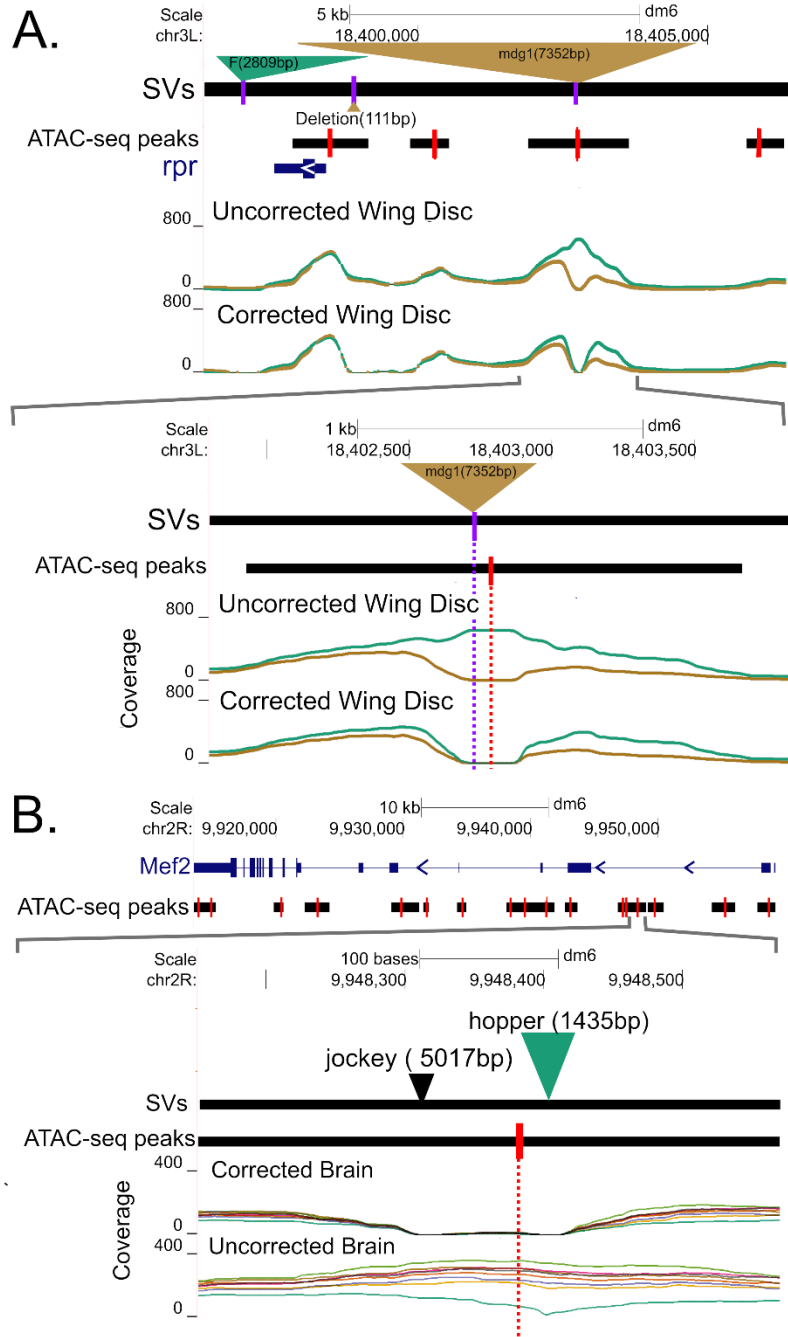 A.
Scale 5 kb dm6
chr3L: 18,400,000 18,405,000
F(2809bp) mdg1(7352bp)
SVs
Deletion(111bp)
ATAC-seq peaks
rpr
Uncorrected Wing Disc
800
0
Corrected Wing Disc
800
0
Scale 1 kb dm6
chr3L: 18,402,500 18,403,000 18,403,500
mdg1(7352bp)
SVs
ATAC-seq peaks
Uncorrected Wing Disc
800
0
Coverage
Corrected Wing Disc
800
0
B.
Scale 10 kb dm6
chr2R: 9,920,000 9,930,000 9,940,000 9,950,000
Mef2
ATAC-seq peaks
Scale 100 bases dm6
chr2R: 9,948,300 9,948,400 9,948,500
hopper (1435bp)
jockey ( 5017bp)
SVs
ATAC-seq peaks
Coverage
Corrected Brain
400
0
Uncorrected Brain
400
0